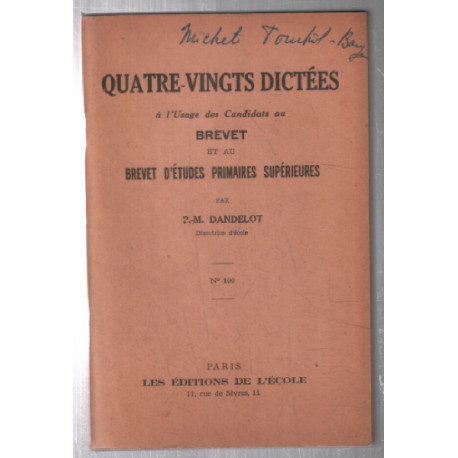 Michel
QUATRE-VINGTS DICTÉES
à l'Usage des Candidats au
BREVET
ET AU
BREVET D'ÉTUDES PRIMAIRES SUPÉRIEURES
PAR
P.-M. DANDELOT
Directrice d'école
N° 100
PARIS
LES ÉDITIONS DE L'ÉCOLE
11, rue de Sèvres, 11